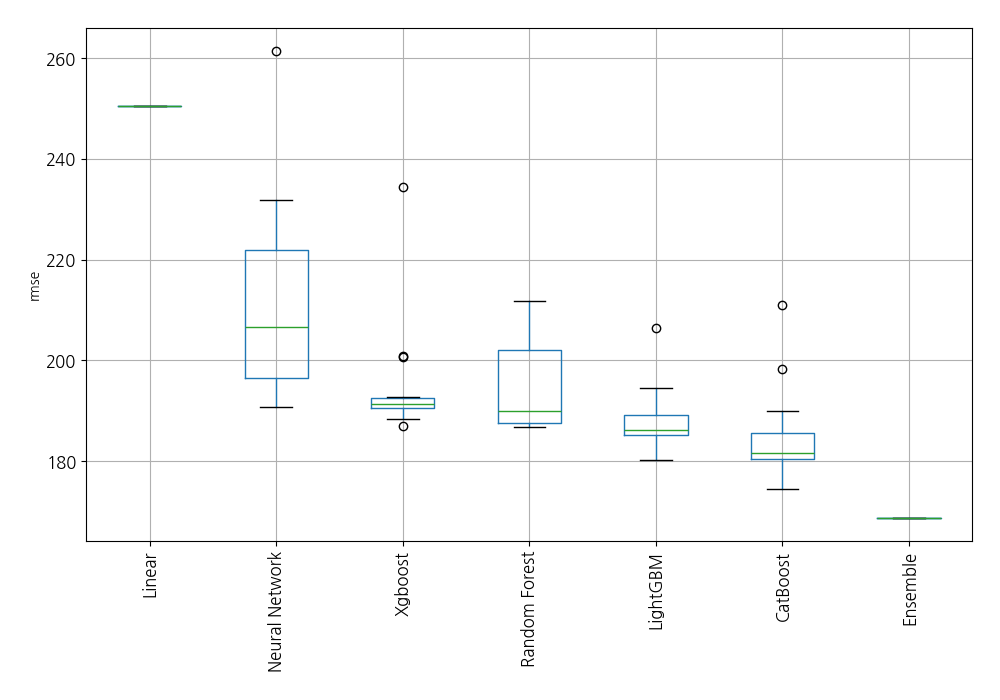 260
240
220
200
180
rmse
Linear
Neural Network
Xgboost
Random Forest
LightGBM
CatBoost
Ensemble